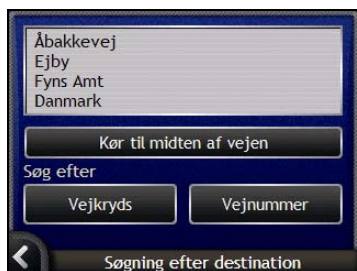 Åbakkevej
Ejby
Fyns Amt
Danmark
Kør til midten af vejen
Søg efter
Vejkryds
Vejnummer
Søgning efter destination